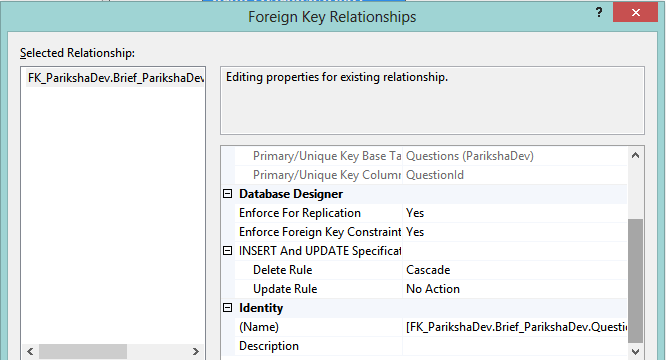 Foreign Key Relationships
?
x
Selected Relationship:
FK_ParikshaDev.Brief_ParikshaDev
Editing properties for existing relationship.
Primary/Unique Key Base Ta Questions (ParikshaDev)
Primary/Unique Key Column QuestionId
Database Designer
Enforce For Replication Yes
Enforce Foreign Key Constraint Yes
INSERT And UPDATE Specificat
Delete Rule Cascade
Update Rule No Action
Identity
(Name) [FK_ParikshaDev.Brief_ParikshaDev.Questio
Description